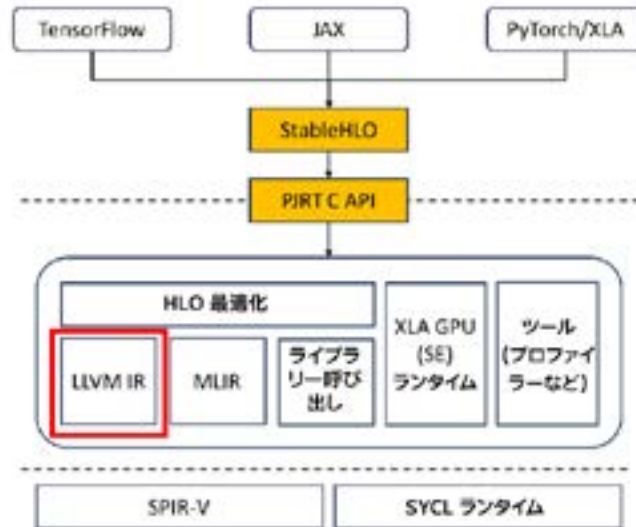 TensorFlow
JAX
PyTorch/XLA
StableHLO
PJRT C API
HLO 最適化
LLVM IR
MLIR
ライブラ
リー呼び
出し
XLA GPU
(SE)
ランタイム
ツール
(プロファイ
ラーなど)
SPIR-V
SYCL ランタイム